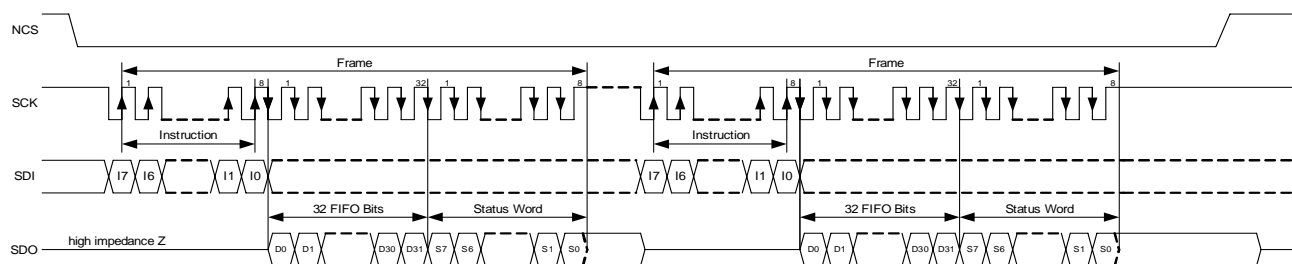 NCS
Frame Frame
SCK 1 8 1 32 1 8 1 8 1 32 1 8
Instruction Instruction
SDI I7 I6 I1 I0 I7 I6 I1 I0
32 FIFO Bits Status Word 32 FIFO Bits Status Word
SDO high impedance Z D0 D1 D30 D31 S7 S6 S1 S0 D0 D1 D30 D31 S7 S6 S1 S0